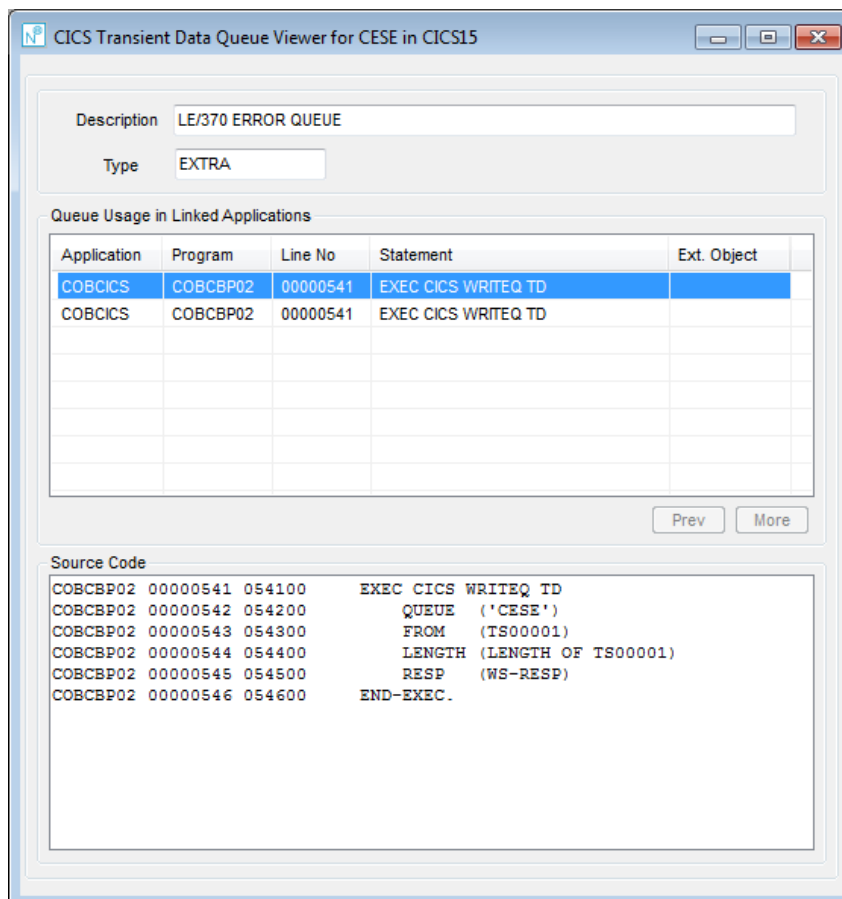 N
CICS Transient Data Queue Viewer for CESE in CICS15
Description LE/370 ERROR QUEUE
Type EXTRA
Queue Usage in Linked Applications
Application Program Line No Statement Ext. Object
COBCICS COBCBP02 00000541 EXEC CICS WRITEQ TD
COBCICS COBCBP02 00000541 EXEC CICS WRITEQ TD
Prev More
Source Code
COBCBP02 00000541 054100 EXEC CICS WRITEQ TD
COBCBP02 00000542 054200 QUEUE ('CESE')
COBCBP02 00000543 054300 FROM (TS00001)
COBCBP02 00000544 054400 LENGTH (LENGTH OF TS00001)
COBCBP02 00000545 054500 RESP (WS-RESP)
COBCBP02 00000546 054600 END-EXEC.